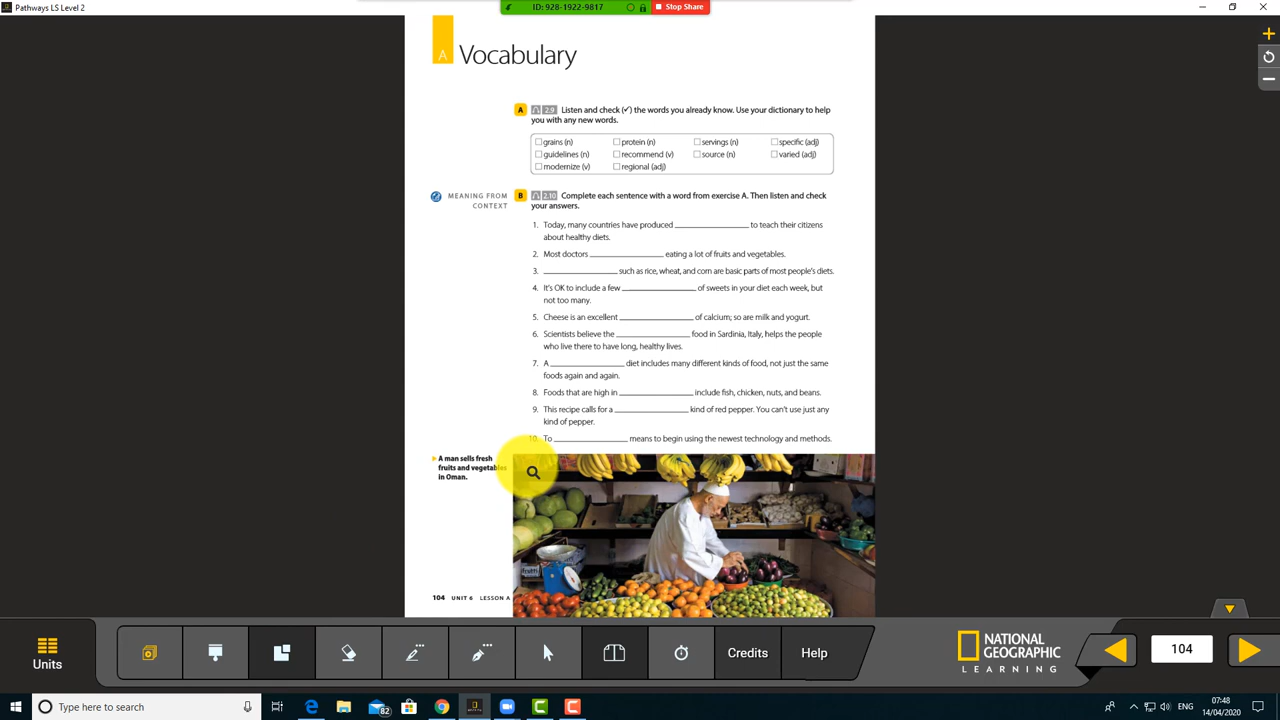 Pathways LS Level 2
ID: 928-1922-9817
Stop Share
A Vocabulary
A 2.9 Listen and check (✓) the words you already know. Use your dictionary to help
you with any new words.
grains (n) protein (n) servings (n) specific (adj)
guidelines (n) recommend (v) source (n) varied (adj)
modernize (v) regional (adj)
MEANING FROM
CONTEXT
B 2.10 Complete each sentence with a word from exercise A. Then listen and check
your answers.
1. Today, many countries have produced ________________ to teach their citizens
about healthy diets.
2. Most doctors ________________ eating a lot of fruits and vegetables.
3. ________________ such as rice, wheat, and corn are basic parts of most people's diets.
4. It's OK to include a few ________________ of sweets in your diet each week, but
not too many.
5. Cheese is an excellent ________________ of calcium; so are milk and yogurt.
6. Scientists believe the ________________ food in Sardinia, Italy, helps the people
who live there to have long, healthy lives.
7. A ________________ diet includes many different kinds of food, not just the same
foods again and again.
8. Foods that are high in ________________ include fish, chicken, nuts, and beans.
9. This recipe calls for a ________________ kind of red pepper. You can't use just any
kind of pepper.
10. To ________________ means to begin using the newest technology and methods.
A man sells fresh
fruits and vegetables
in Oman.
104 UNIT 6 LESSON A
Units
Credits
Help
NATIONAL
GEOGRAPHIC
LEARNING
104
Type here to search
82
ENG
07:48
14/04/2020